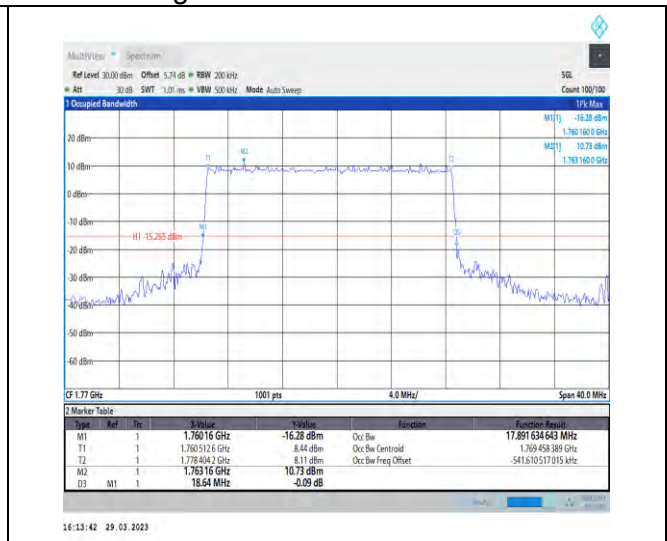 MultiView Spectrum
Ref Level 30.00 dBm Offset 5.74 dB RBW 200 kHz SGL
Att 30 dB SWT 1.01 ms VBW 500 kHz Mode Auto Sweep Count 100/100
1 Occupied Bandwidth 1Pk Max
M1[1] -16.28 dBm
1.760 160 0 GHz
M2[1] 10.73 dBm
1.763 160 0 GHz
20 dBm
T1 M2 T2
10 dBm
0 dBm
-10 dBm
M1
H1 -15.265 dBm
D3
-20 dBm
-30 dBm
-40 dBm
-50 dBm
-60 dBm
CF 1.77 GHz 1001 pts 4.0 MHz/ Span 40.0 MHz
2 Marker Table
Type Ref Trc X-Value Y-Value Function Function Result
M1 1 1.76016 GHz -16.28 dBm Occ Bw 17.891 634 643 MHz
T1 1 1.760 512 6 GHz 8.44 dBm Occ Bw Centroid 1.769 458 389 GHz
T2 1 1.778 404 2 GHz 8.11 dBm Occ Bw Freq Offset -541.610 517 015 kHz
M2 1 1.763 16 GHz 10.73 dBm
D3 M1 1 18.64 MHz -0.09 dB
16:13:42 29.03.2023